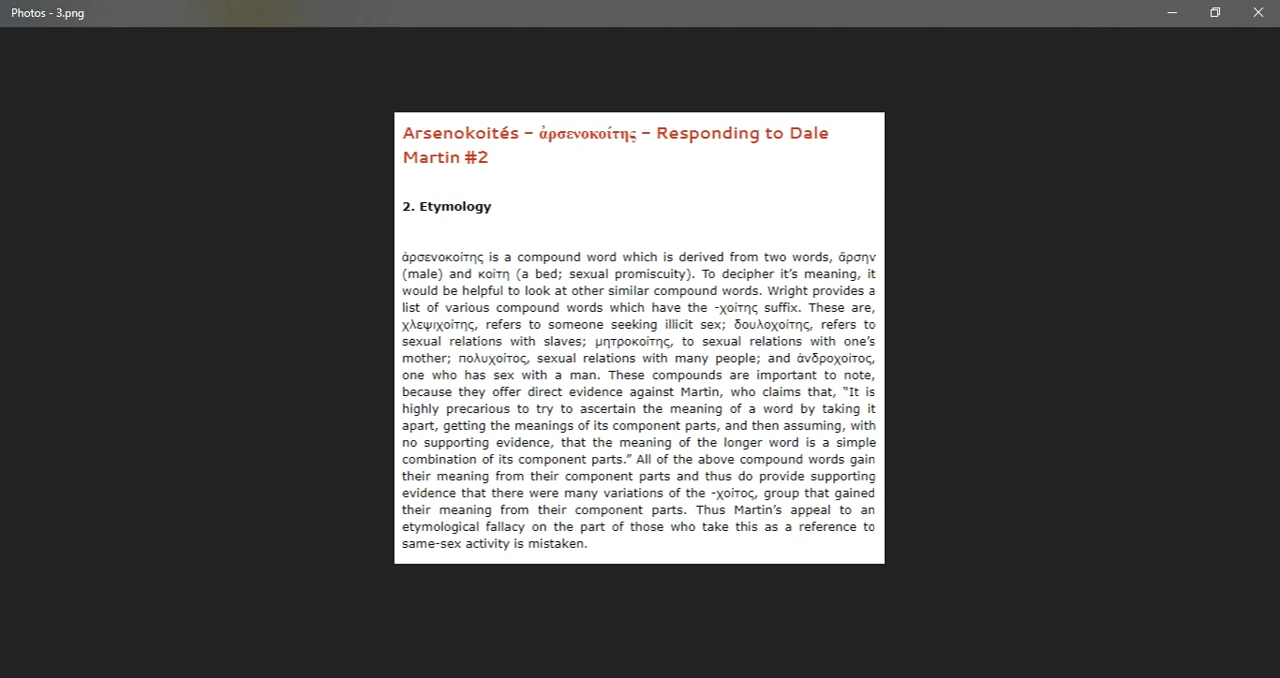 Photos - 3.png
Arsenokoités – ἀρσενοκοίτης – Responding to Dale
Martin #2
2. Etymology
ἀρσενοκοίτης is a compound word which is derived from two words, ἄρσην
(male) and κοίτη (a bed; sexual promiscuity). To decipher it’s meaning, it
would be helpful to look at other similar compound words. Wright provides a
list of various compound words which have the -χοίτης suffix. These are,
χλεψιχοίτης, refers to someone seeking illicit sex; δουλοχοίτης, refers to
sexual relations with slaves; μητροκοίτης, to sexual relations with one’s
mother; πολυχοίτος, sexual relations with many people; and ἀνδροχοίτος,
one who has sex with a man. These compounds are important to note,
because they offer direct evidence against Martin, who claims that, “It is
highly precarious to try to ascertain the meaning of a word by taking it
apart, getting the meanings of its component parts, and then assuming, with
no supporting evidence, that the meaning of the longer word is a simple
combination of its component parts.” All of the above compound words gain
their meaning from their component parts and thus do provide supporting
evidence that there were many variations of the -χοίτος, group that gained
their meaning from their component parts. Thus Martin’s appeal to an
etymological fallacy on the part of those who take this as a reference to
same-sex activity is mistaken.